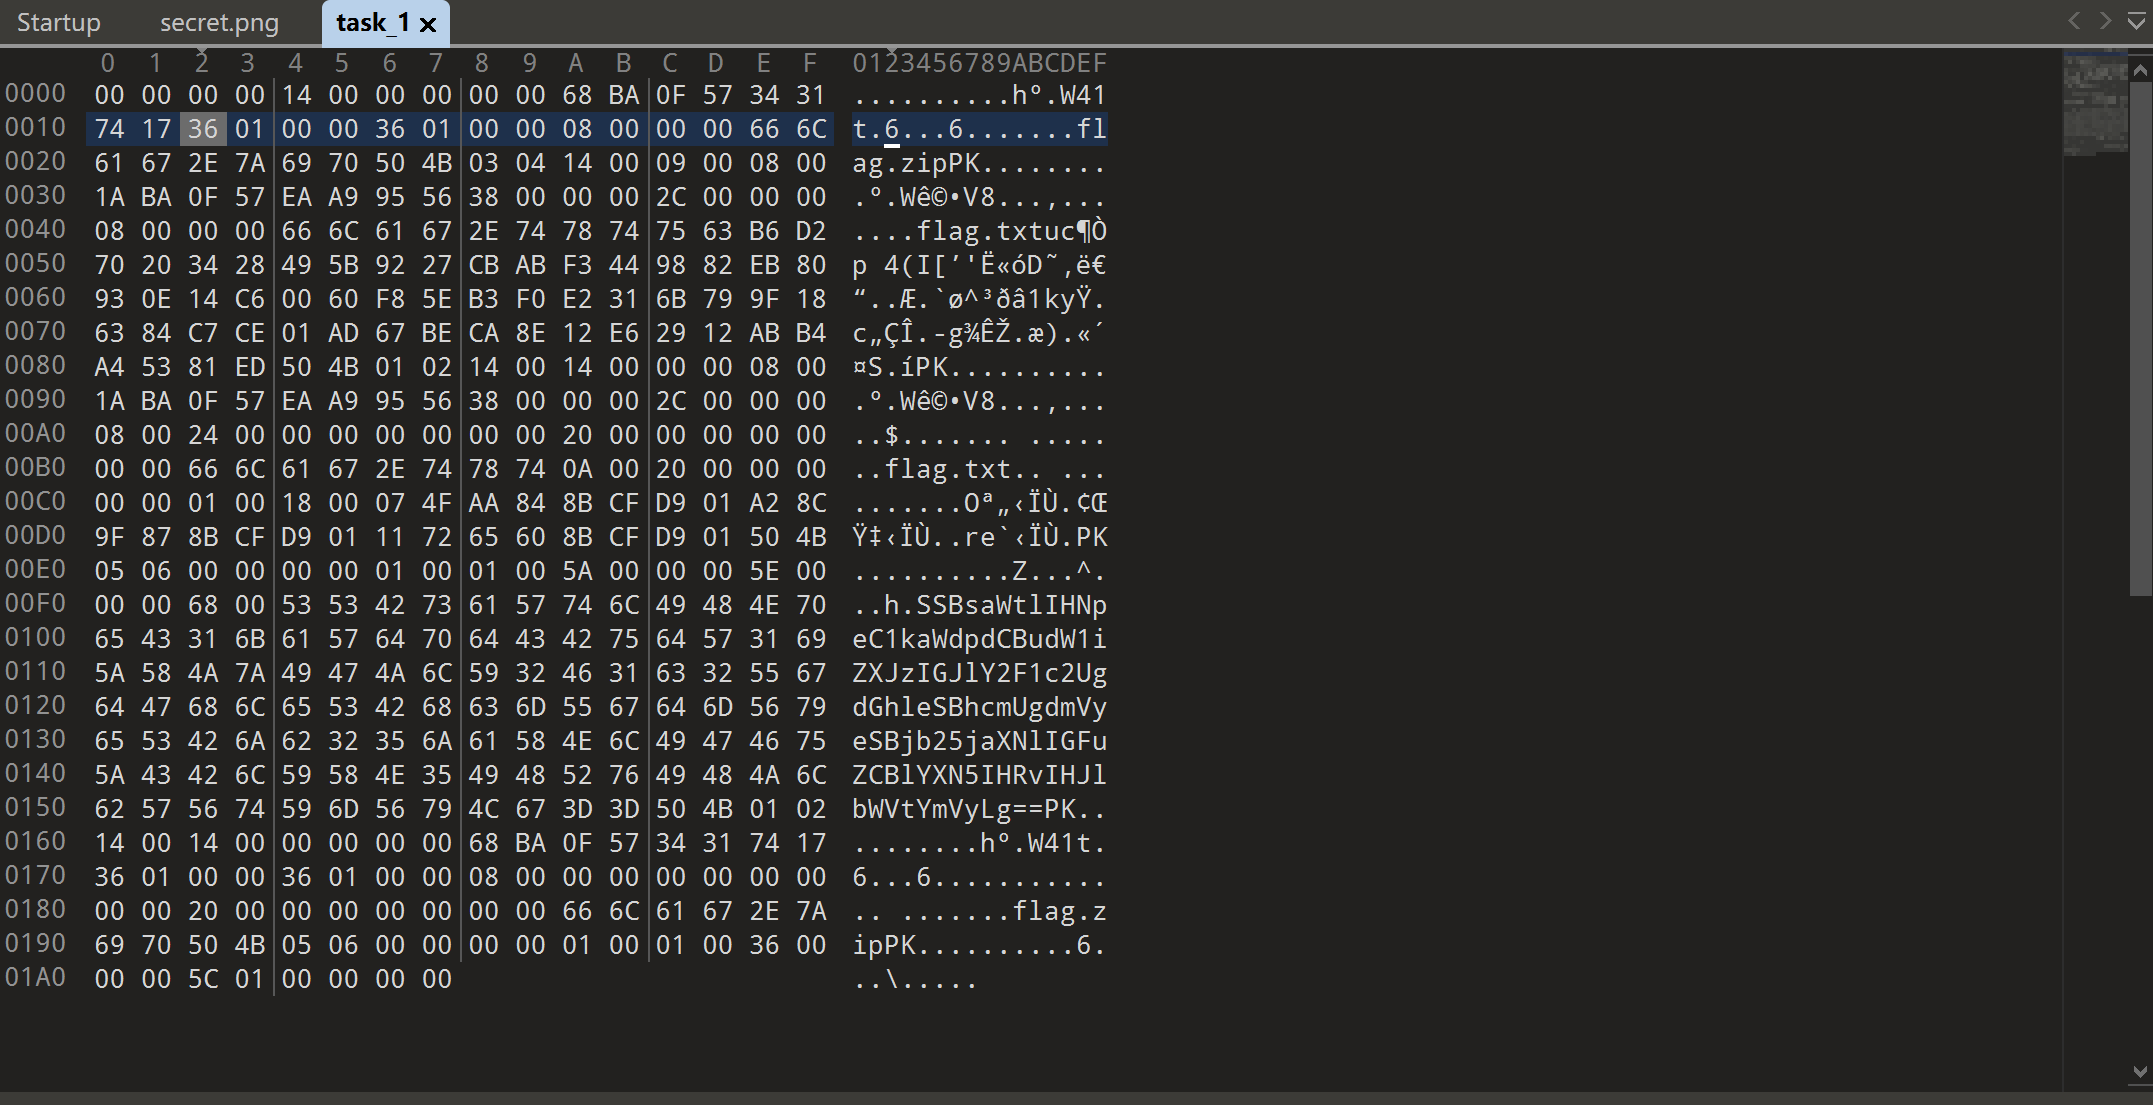 Startup secret.png task_1 x
0 1 2 3 4 5 6 7 8 9 A B C D E F 0123456789ABCDEF
0000 00 00 00 00 14 00 00 00 00 00 68 BA 0F 57 34 31 ..........hº.W41
0010 74 17 36 01 00 00 36 01 00 00 08 00 00 00 66 6C t.6...6.......fl
0020 61 67 2E 7A 69 70 50 4B 03 04 14 00 09 00 08 00 ag.zipPK........
0030 1A BA 0F 57 EA A9 95 56 38 00 00 00 2C 00 00 00 .º.Wê©•V8...,...
0040 08 00 00 00 66 6C 61 67 2E 74 78 74 75 63 B6 D2 ....flag.txtuc¶Ò
0050 70 20 34 28 49 5B 92 27 CB AB F3 44 98 82 EB 80 p 4(I[’'Ë«óD˜‚ë€
0060 93 0E 14 C6 00 60 F8 5E B3 F0 E2 31 6B 79 9F 18 “..Æ.`ø^³ðâ1kyŸ.
0070 63 84 C7 CE 01 AD 67 BE CA 8E 12 E6 29 12 AB B4 c„ÇÎ.-g¾ÊŽ.æ).«´
0080 A4 53 81 ED 50 4B 01 02 14 00 14 00 00 00 08 00 ¤S.íPK..........
0090 1A BA 0F 57 EA A9 95 56 38 00 00 00 2C 00 00 00 .º.Wê©•V8...,...
00A0 08 00 24 00 00 00 00 00 00 00 20 00 00 00 00 00 ..$....... .....
00B0 00 00 66 6C 61 67 2E 74 78 74 0A 00 20 00 00 00 ..flag.txt.. ...
00C0 00 00 01 00 18 00 07 4F AA 84 8B CF D9 01 A2 8C .......Oª„‹ÏÙ.¢Œ
00D0 9F 87 8B CF D9 01 11 72 65 60 8B CF D9 01 50 4B Ÿ‡‹ÏÙ..re`‹ÏÙ.PK
00E0 05 06 00 00 00 00 01 00 01 00 5A 00 00 00 5E 00 ..........Z...^.
00F0 00 00 68 00 53 53 42 73 61 57 74 6C 49 48 4E 70 ..h.SSBsaWtlIHNp
0100 65 43 31 6B 61 57 64 70 64 43 42 75 64 57 31 69 eC1kaWdpdCBudW1i
0110 5A 58 4A 7A 49 47 4A 6C 59 32 46 31 63 32 55 67 ZXJzIGJlY2F1c2Ug
0120 64 47 68 6C 65 53 42 68 63 6D 55 67 64 6D 56 79 dGhleSBhcmUgdmVy
0130 65 53 42 6A 62 32 35 6A 61 58 4E 6C 49 47 46 75 eSBjb25jaXNlIGFu
0140 5A 43 42 6C 59 58 4E 35 49 48 52 76 49 48 4A 6C ZCBlYXN5IHRvIHJl
0150 62 57 56 74 59 6D 56 79 4C 67 3D 3D 50 4B 01 02 bWVtYmVyLg==PK..
0160 14 00 14 00 00 00 00 00 68 BA 0F 57 34 31 74 17 ........hº.W41t.
0170 36 01 00 00 36 01 00 00 08 00 00 00 00 00 00 00 6...6...........
0180 00 00 20 00 00 00 00 00 00 00 66 6C 61 67 2E 7A .. .......flag.z
0190 69 70 50 4B 05 06 00 00 00 00 01 00 01 00 36 00 ipPK..........6.
01A0 00 00 5C 01 00 00 00 00 ..\.....